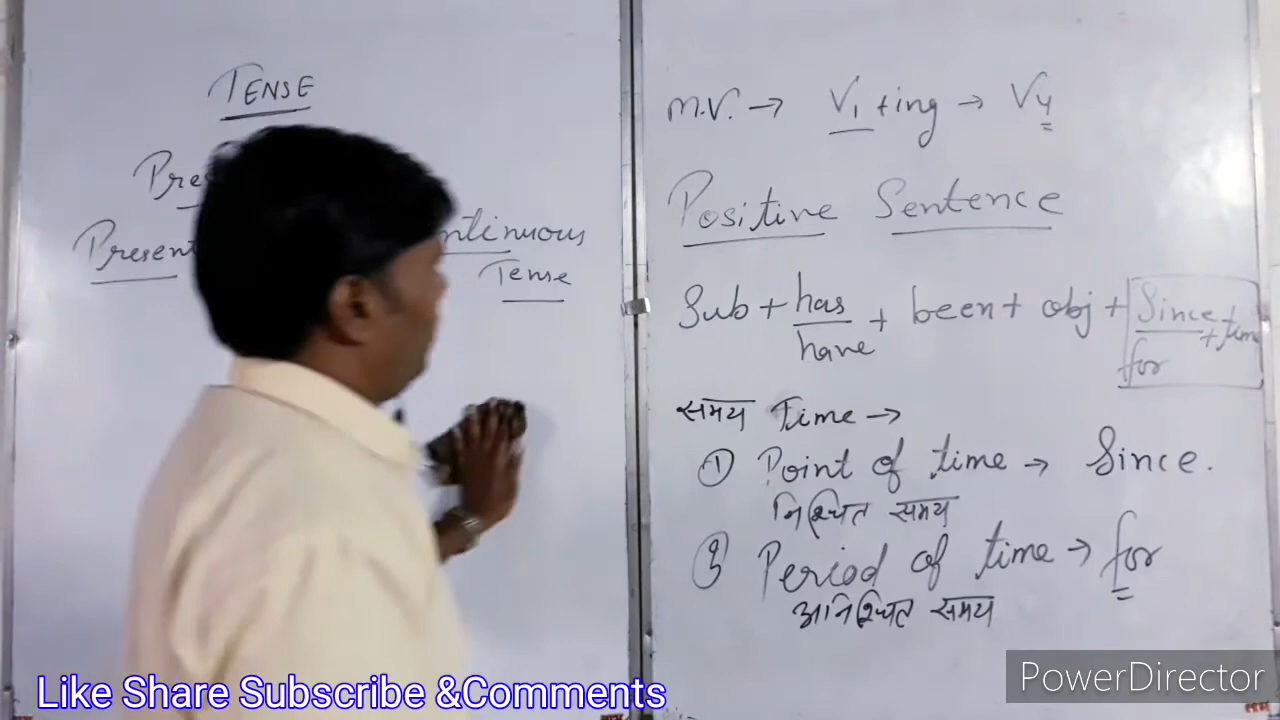 TENSE
Pres
Present ntinuous
Tense
M.V. → V1 +ing → V4
Positive Sentence
Sub + has/have + been + obj + Since/for + time
समय Time →
① Point of time → Since.
निश्चित समय
② Period of time → for
अनिश्चित समय
Like Share Subscribe &Comments
PowerDirector